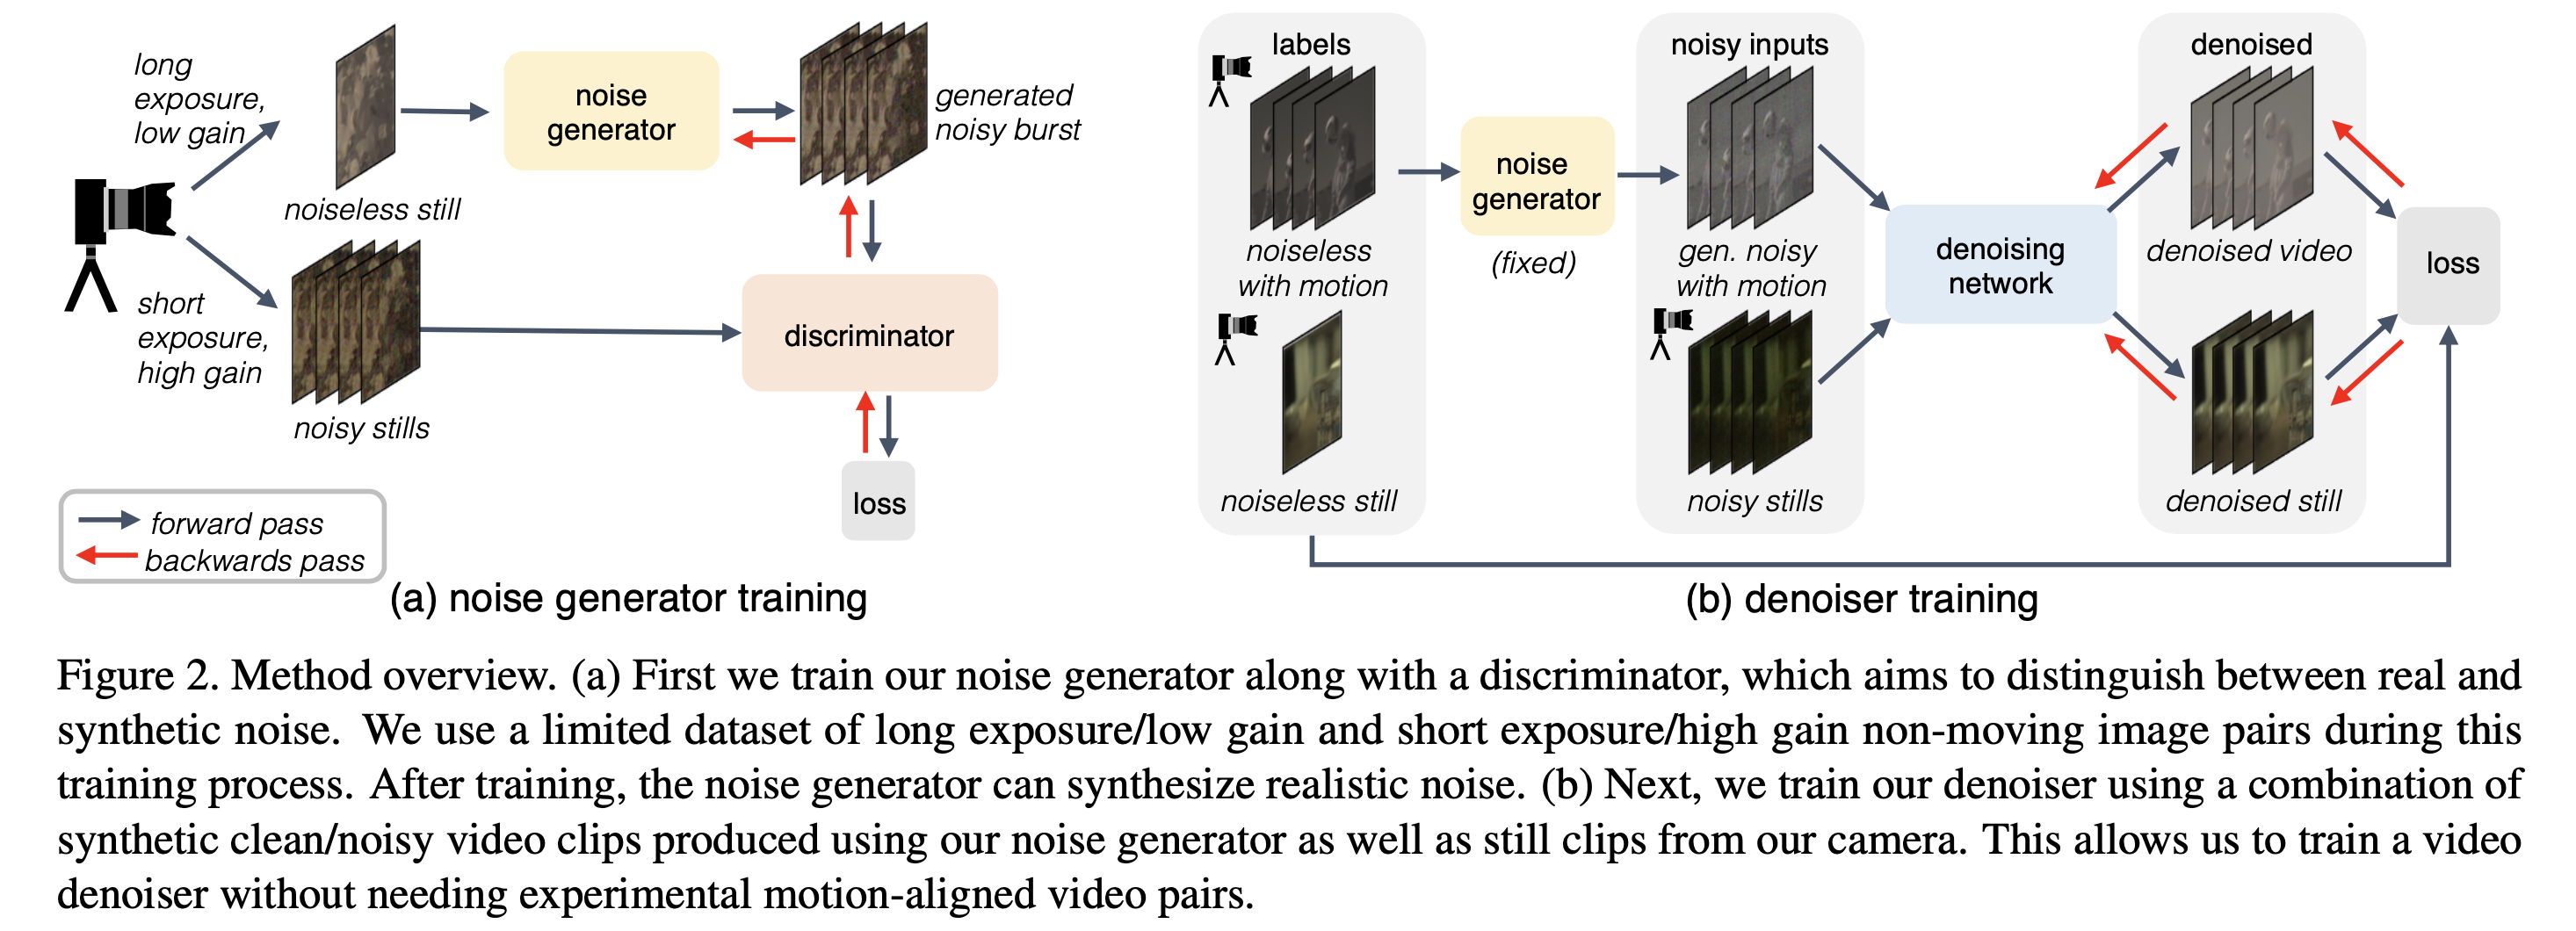 long
exposure,
low gain
noiseless still
noise
generator
generated
noisy burst
short
exposure,
high gain
noisy stills
discriminator
loss
forward pass
backwards pass
(a) noise generator training
labels
noiseless
with motion
noiseless still
noise
generator
(fixed)
noisy inputs
gen. noisy
with motion
noisy stills
denoising
network
denoised
denoised video
denoised still
loss
(b) denoiser training
Figure 2. Method overview. (a) First we train our noise generator along with a discriminator, which aims to distinguish between real and
synthetic noise. We use a limited dataset of long exposure/low gain and short exposure/high gain non-moving image pairs during this
training process. After training, the noise generator can synthesize realistic noise. (b) Next, we train our denoiser using a combination of
synthetic clean/noisy video clips produced using our noise generator as well as still clips from our camera. This allows us to train a video
denoiser without needing experimental motion-aligned video pairs.